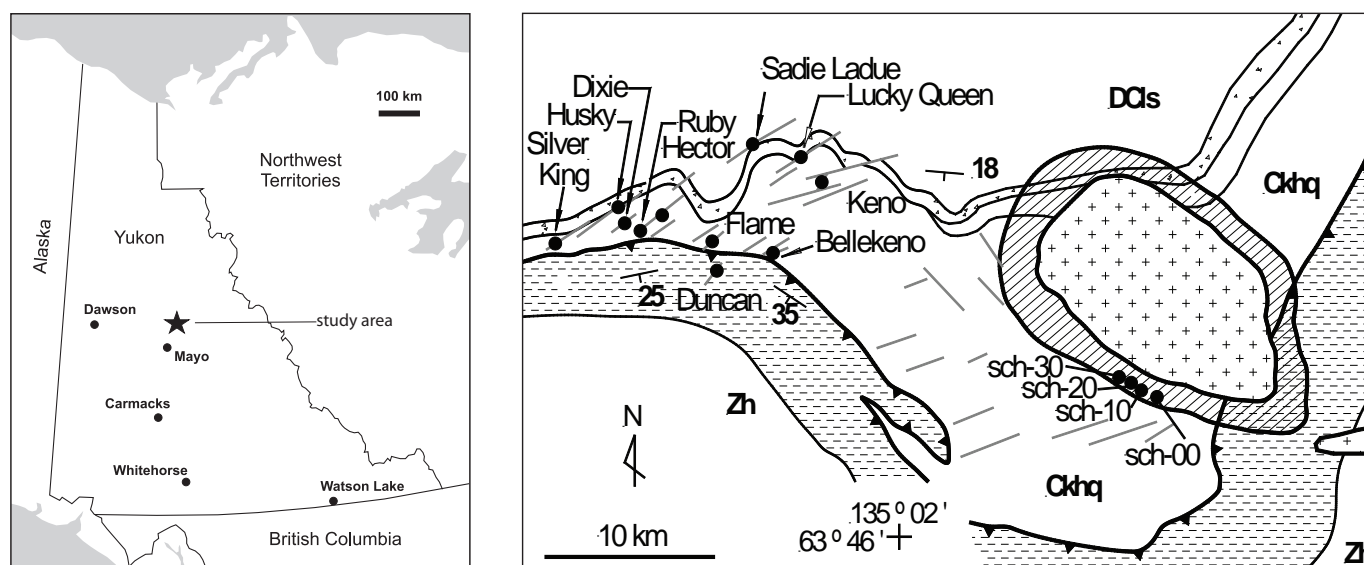 100 km
Northwest
Territories
Alaska
Yukon
Dawson
study area
Mayo
Carmacks
Whitehorse
Watson Lake
British Columbia
Sadie Ladue
Lucky Queen
Dixie
Husky
Silver
King
Ruby
Hector
DCls
18
Ckhq
Keno
Flame
Bellekeno
25
Duncan
35
sch-30
sch-20
sch-10
sch-00
Zh
N
Ckhq
135 º 02 '
63 º 46 '
10 km
Zh